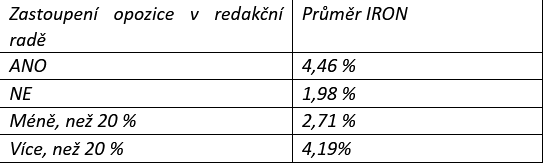 Zastoupení opozice v redakční Průměr IRON
radě
ANO 4,46 %
NE 1,98 %
Méně, než 20 % 2,71 %
Více, než 20 % 4,19%